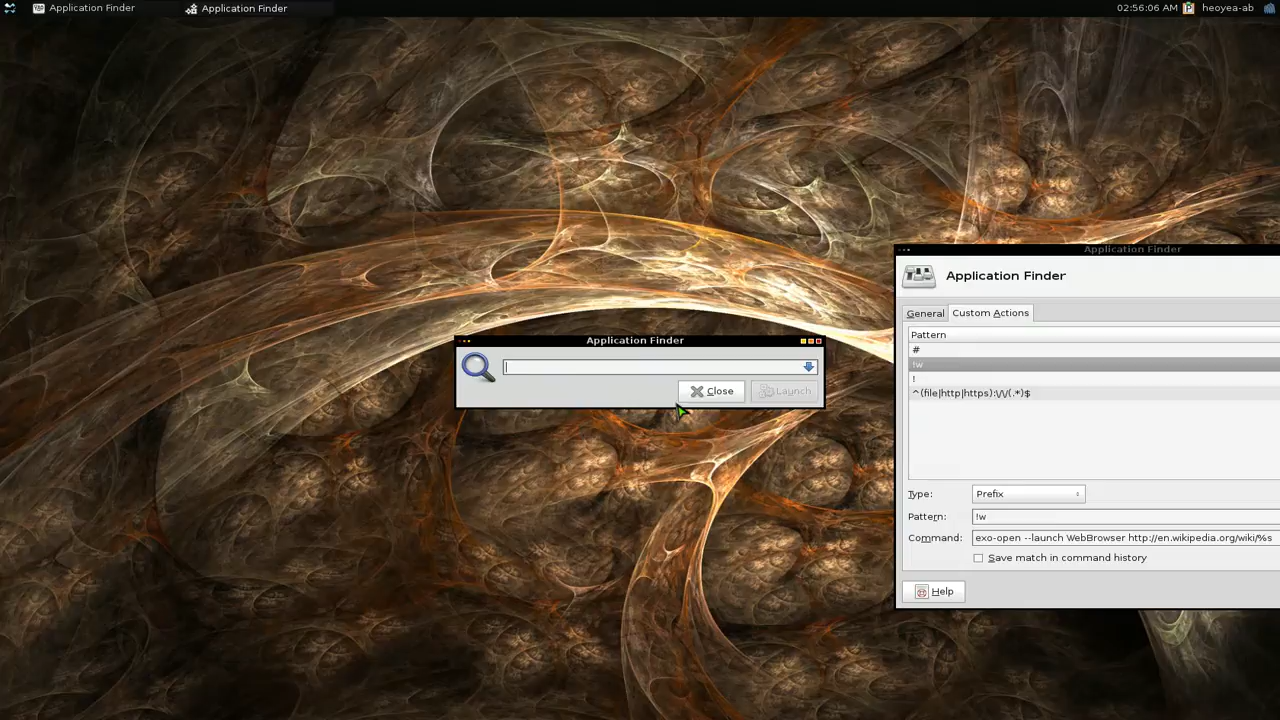 Application Finder
Application Finder
02:56:06 AM
heoyea-ab
Application Finder
Close
Launch
Application Finder
Application Finder
General
Custom Actions
Pattern
#
!w
!
^(file|http|https):\/\/(.*)$
Type:
Prefix
Pattern:
!w
Command:
exo-open --launch WebBrowser http://en.wikipedia.org/wiki/%s
Save match in command history
Help